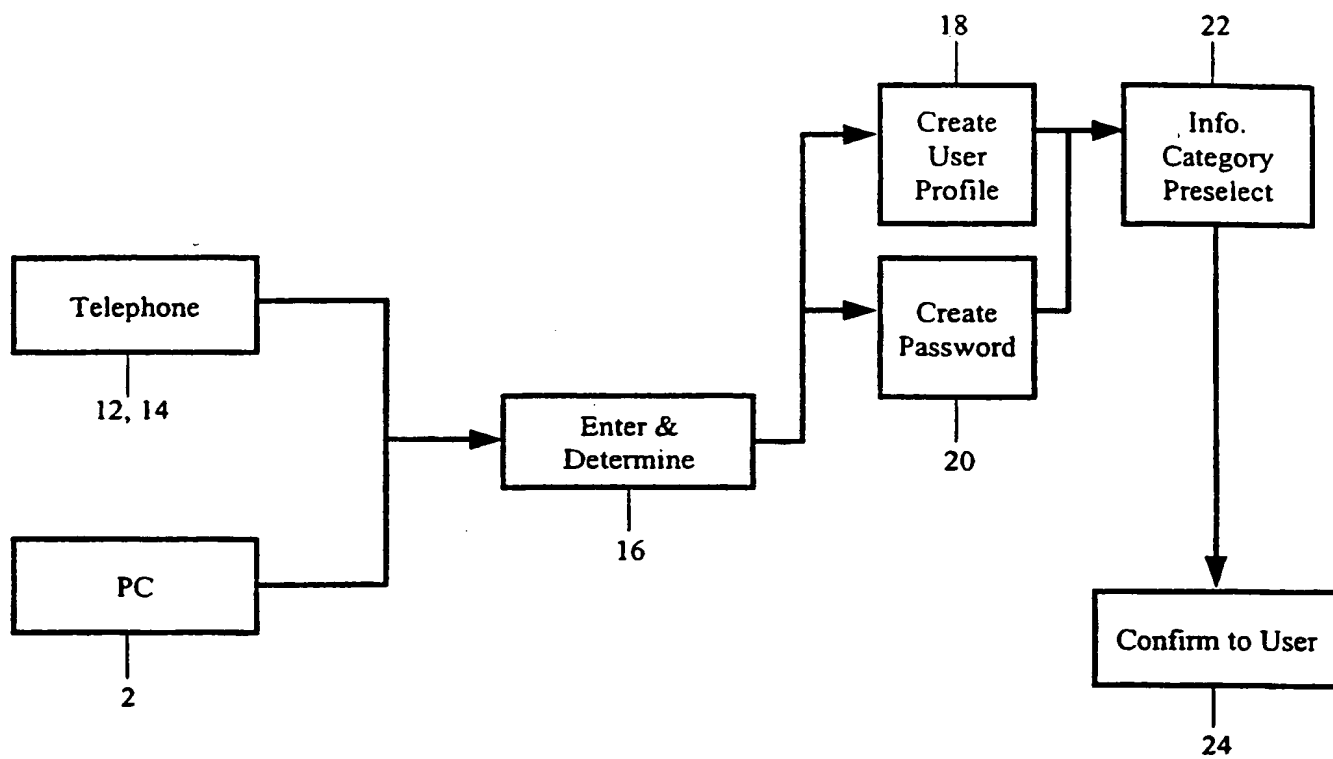 18
22
Create
User
Profile
Info.
Category
Preselect
Telephone
12, 14
Create
Password
20
Enter &
Determine
16
PC
2
Confirm to User
24